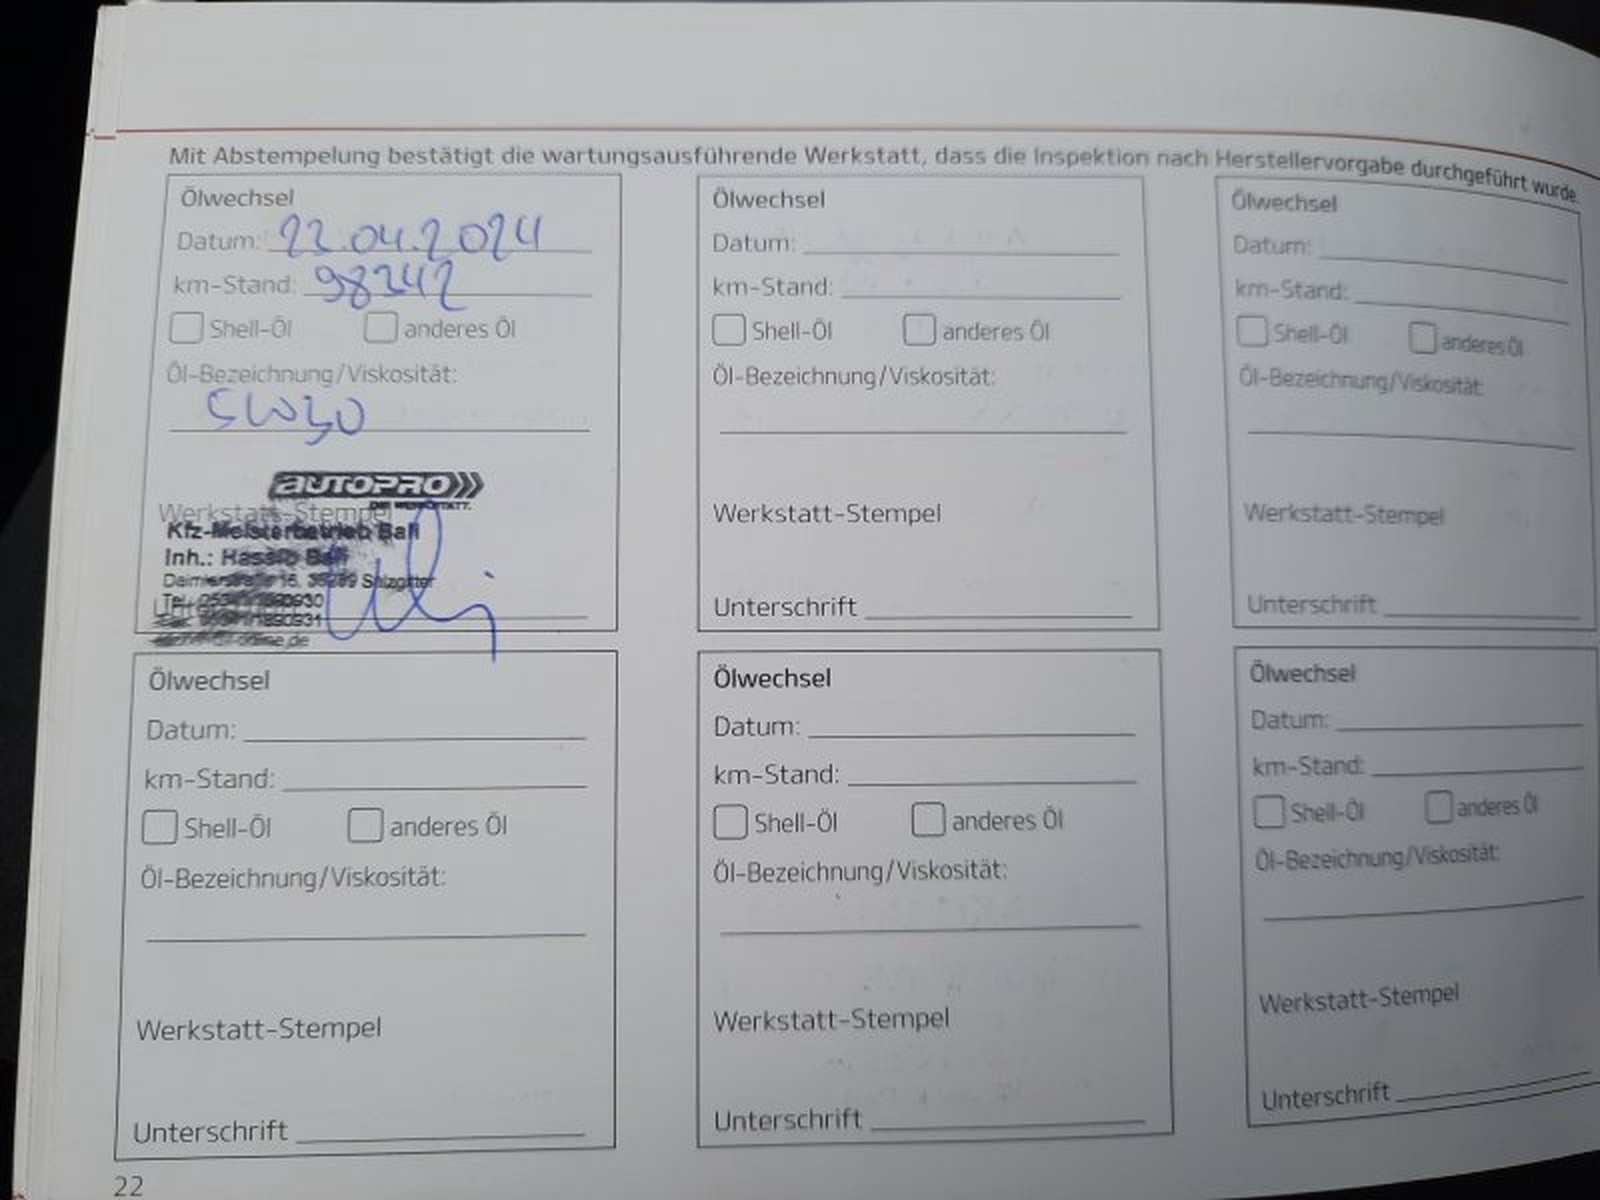 Mit Abstempelung bestätigt die wartungsausführende Werkstatt, dass die Inspektion nach Herstellervorgabe durchgeführt wurde.
Ölwechsel
Datum: 22.04.2024
km-Stand: 98342
Shell-Öl anderes Öl
Öl-Bezeichnung/Viskosität:
5W30
AUTOPRO
DIE WERKSTATT.
Werkstatt-Stempel
Kfz-Meisterbetrieb Bali
Inh.: Bali
Salzgitter
Ölwechsel
Datum:
km-Stand:
Shell-Öl anderes Öl
Öl-Bezeichnung/Viskosität:
Werkstatt-Stempel
Unterschrift
Ölwechsel
Datum:
km-Stand:
Shell-Öl anderes Öl
Öl-Bezeichnung/Viskosität:
Werkstatt-Stempel
Unterschrift
Ölwechsel
Datum:
km-Stand:
Shell-Öl anderes Öl
Öl-Bezeichnung/Viskosität:
Werkstatt-Stempel
Unterschrift
Ölwechsel
Datum:
km-Stand:
Shell-Öl anderes Öl
Öl-Bezeichnung/Viskosität:
Werkstatt-Stempel
Unterschrift
Ölwechsel
Datum:
km-Stand:
Shell-Öl anderes Öl
Öl-Bezeichnung/Viskosität:
Werkstatt-Stempel
Unterschrift
22